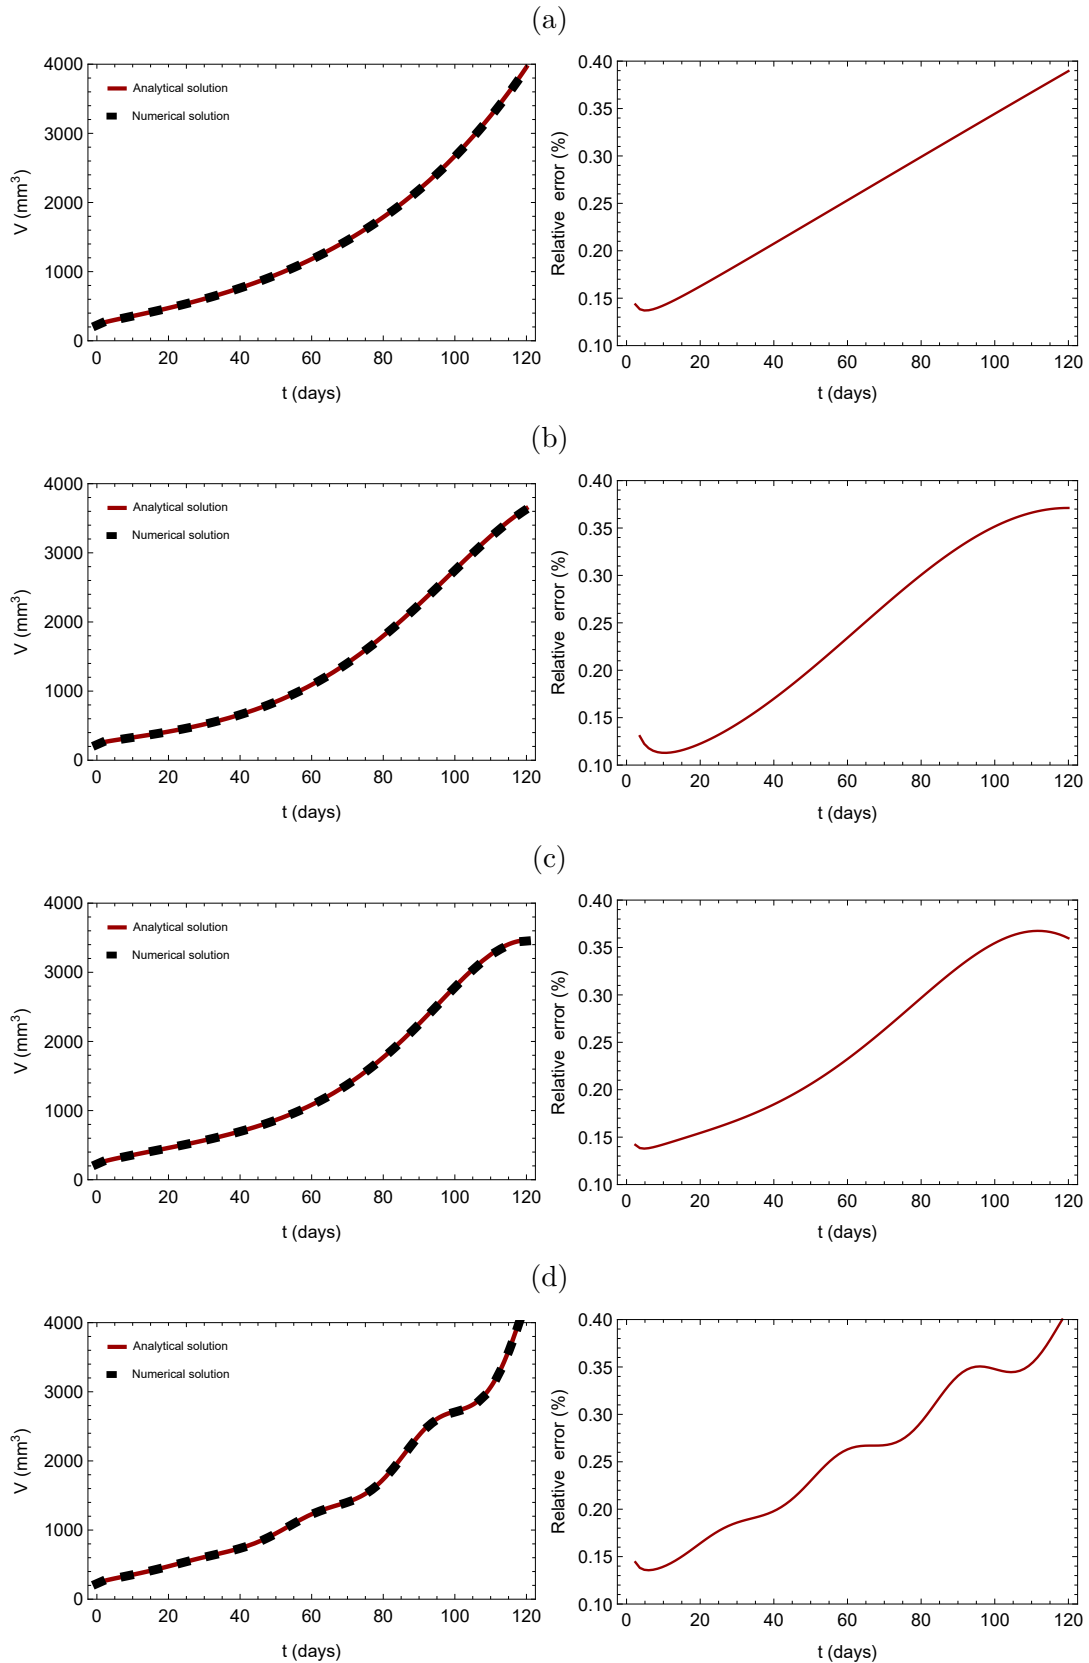 (a)
4000
3000
2000
1000
0
V (mm³)
Analytical solution
Numerical solution
0 20 40 60 80 100 120
t (days)
0.40
0.35
0.30
0.25
0.20
0.15
0.10
Relative error (%)
0 20 40 60 80 100 120
t (days)
(b)
4000
3000
2000
1000
0
V (mm³)
Analytical solution
Numerical solution
0 20 40 60 80 100 120
t (days)
0.40
0.35
0.30
0.25
0.20
0.15
0.10
Relative error (%)
0 20 40 60 80 100 120
t (days)
(c)
4000
3000
2000
1000
0
V (mm³)
Analytical solution
Numerical solution
0 20 40 60 80 100 120
t (days)
0.40
0.35
0.30
0.25
0.20
0.15
0.10
Relative error (%)
0 20 40 60 80 100 120
t (days)
(d)
4000
3000
2000
1000
0
V (mm³)
Analytical solution
Numerical solution
0 20 40 60 80 100 120
t (days)
0.40
0.35
0.30
0.25
0.20
0.15
0.10
Relative error (%)
0 20 40 60 80 100 120
t (days)